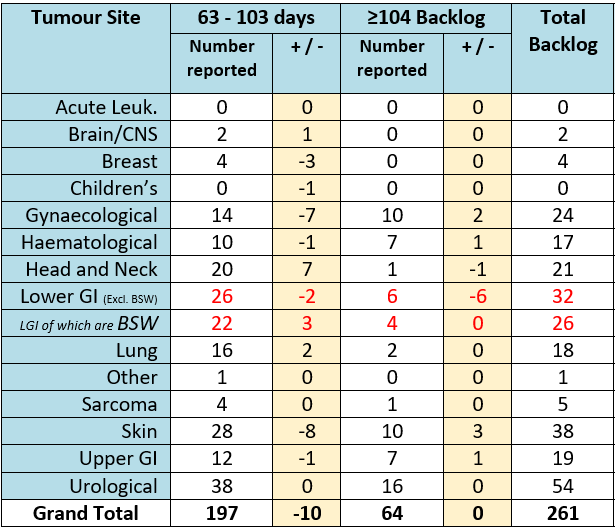 Tumour Site 63 - 103 days ≥104 Backlog Total Backlog
Number reported + / - Number reported + / -
Acute Leuk. 0 0 0 0 0
Brain/CNS 2 1 0 0 2
Breast 4 -3 0 0 4
Children's 0 -1 0 0 0
Gynaecological 14 -7 10 2 24
Haematological 10 -1 7 1 17
Head and Neck 20 7 1 -1 21
Lower GI (Excl. BSW) 26 -2 6 -6 32
LGI of which are BSW 22 3 4 0 26
Lung 16 2 2 0 18
Other 1 0 0 0 1
Sarcoma 4 0 1 0 5
Skin 28 -8 10 3 38
Upper GI 12 -1 7 1 19
Urological 38 0 16 0 54
Grand Total 197 -10 64 0 261